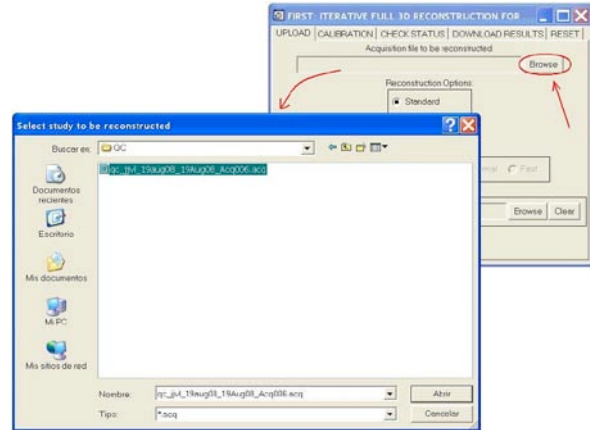 FIRST: ITERATIVE FULL 3D RECONSTRUCTION FOR
UPLOAD CALIBRATION CHECK STATUS DOWNLOAD RESULTS RESET
Acquisition file to be reconstructed
Browse
Reconstruction Options:
Standard
Fast
Browse Clear
Select study to be reconstructed
Buscar en: QC
qc_jjvl_19aug08_19Aug08_Acq006.acq
Documentos
recientes
Escritorio
Mis documentos
Mi PC
Mis sitios de red
Nombre: qc_jjvl_19aug08_19Aug08_Acq006.acq Abrir
Tipo: *.acq Cancelar